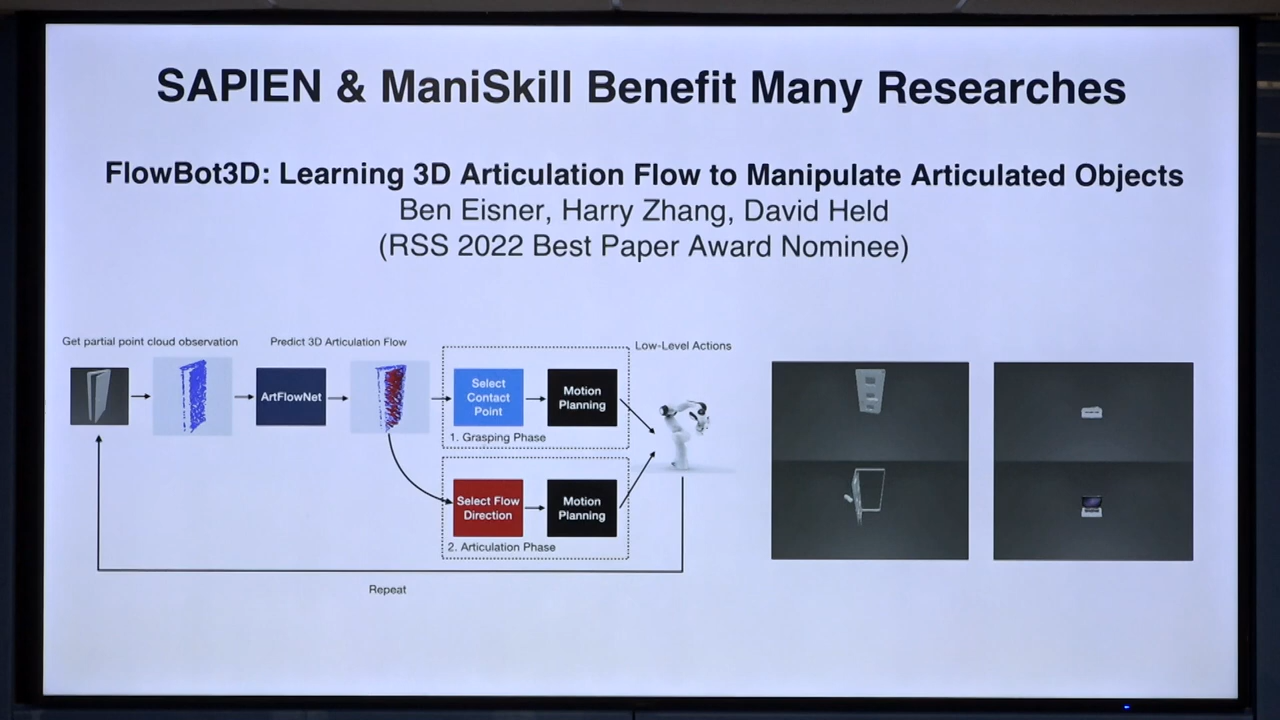 SAPIEN & ManiSkill Benefit Many Researches
FlowBot3D: Learning 3D Articulation Flow to Manipulate Articulated Objects
Ben Eisner, Harry Zhang, David Held
(RSS 2022 Best Paper Award Nominee)
Get partial point cloud observation
Predict 3D Articulation Flow
Low-Level Actions
ArtFlowNet
Select
Contact
Point
Motion
Planning
1. Grasping Phase
Select Flow
Direction
Motion
Planning
2. Articulation Phase
Repeat